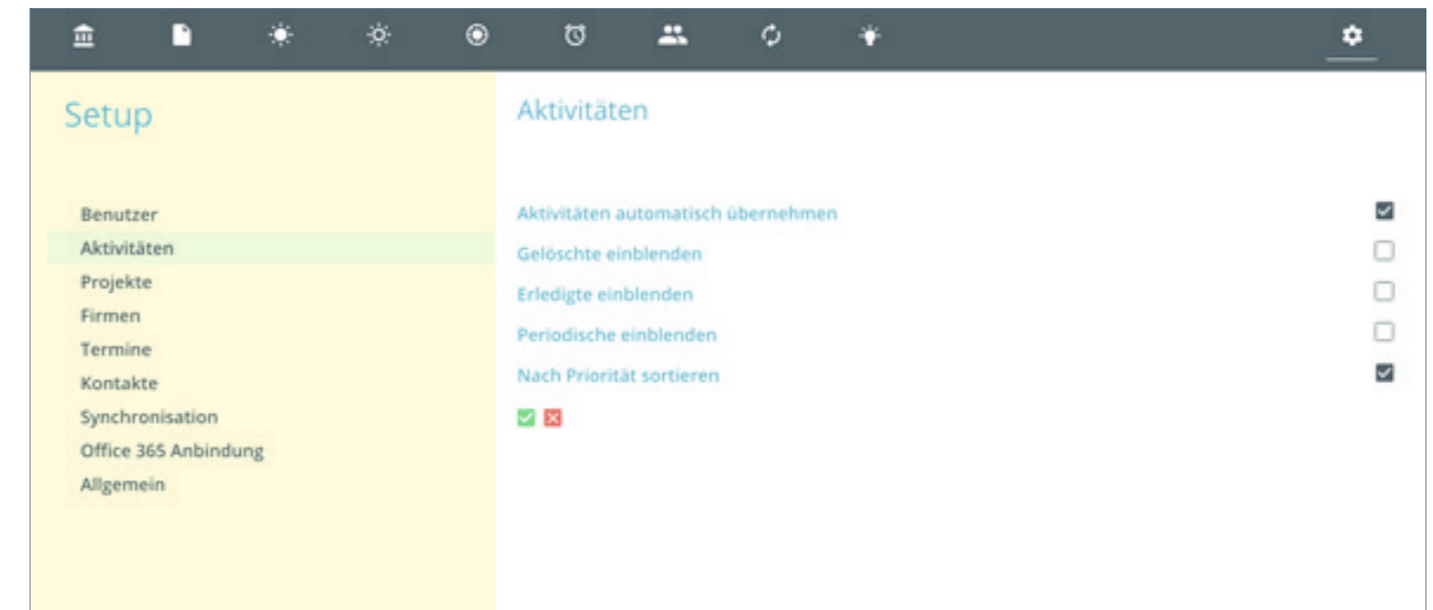 Setup
Benutzer
Aktivitäten
Projekte
Firmen
Termine
Kontakte
Synchronisation
Office 365 Anbindung
Allgemein
Aktivitäten
Aktivitäten automatisch übernehmen
Gelöschte einblenden
Erledigte einblenden
Periodische einblenden
Nach Priorität sortieren